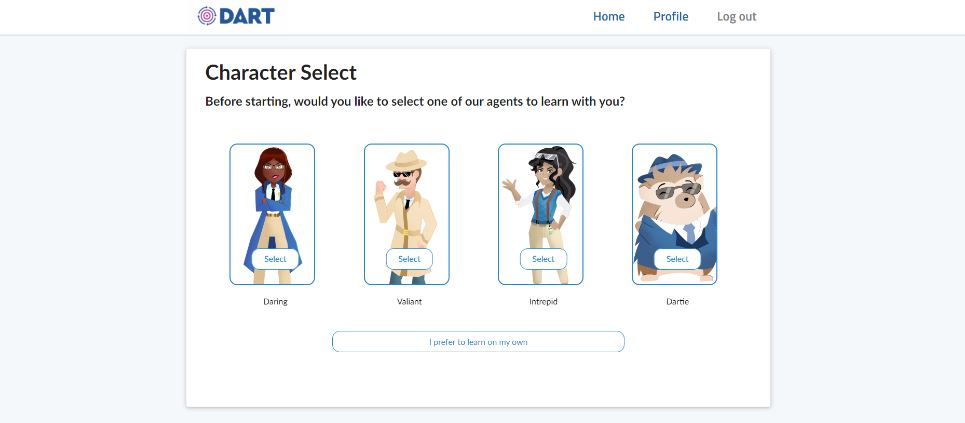 DART
Home Profile Log out
Character Select
Before starting, would you like to select one of our agents to learn with you?
Select Select Select Select
Daring Valiant Intrepid Dartie
I prefer to learn on my own